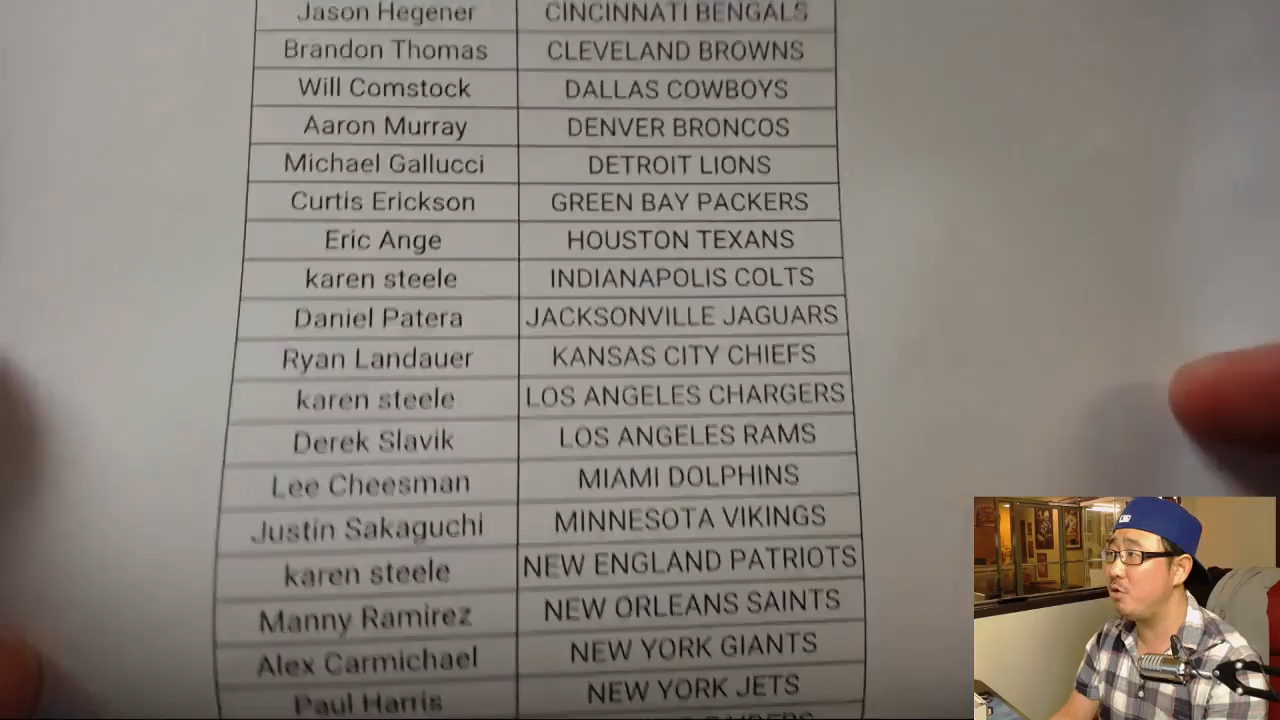 Jason Hegener CINCINNATI BENGALS
Brandon Thomas CLEVELAND BROWNS
Will Comstock DALLAS COWBOYS
Aaron Murray DENVER BRONCOS
Michael Gallucci DETROIT LIONS
Curtis Erickson GREEN BAY PACKERS
Eric Ange HOUSTON TEXANS
karen steele INDIANAPOLIS COLTS
Daniel Patera JACKSONVILLE JAGUARS
Ryan Landauer KANSAS CITY CHIEFS
karen steele LOS ANGELES CHARGERS
Derek Slavik LOS ANGELES RAMS
Lee Cheesman MIAMI DOLPHINS
Justin Sakaguchi MINNESOTA VIKINGS
karen steele NEW ENGLAND PATRIOTS
Manny Ramirez NEW ORLEANS SAINTS
Alex Carmichael NEW YORK GIANTS
Paul Harris NEW YORK JETS
RAIDERS